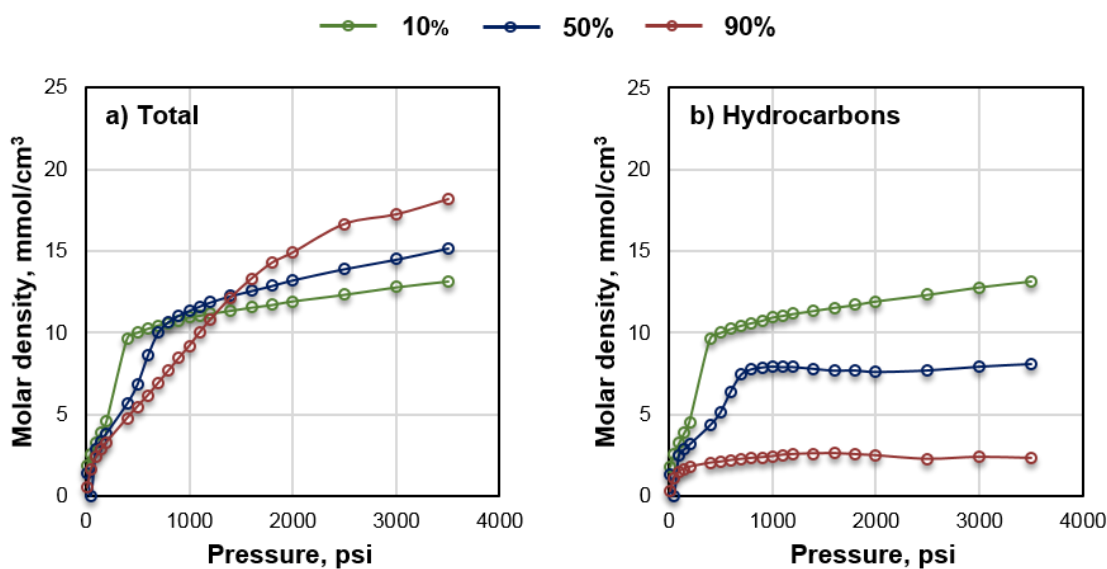 10% 50% 90%
a) Total
25
20
15
10
5
0
0 1000 2000 3000 4000
Molar density, mmol/cm³
Pressure, psi
b) Hydrocarbons
25
20
15
10
5
0
0 1000 2000 3000 4000
Molar density, mmol/cm³
Pressure, psi